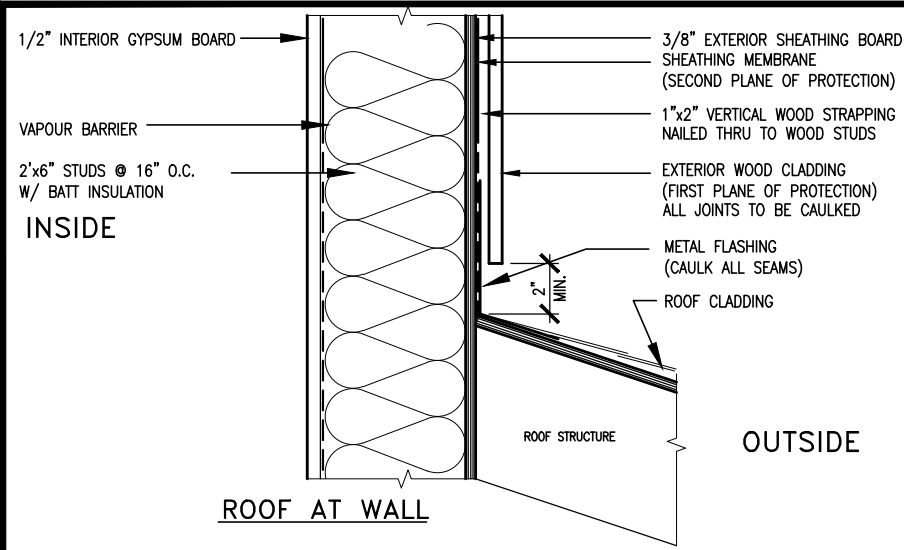 1/2" INTERIOR GYPSUM BOARD
VAPOUR BARRIER
2'x6" STUDS @ 16" O.C.
W/ BATT INSULATION
INSIDE
3/8" EXTERIOR SHEATHING BOARD
SHEATHING MEMBRANE
(SECOND PLANE OF PROTECTION)
1"x2" VERTICAL WOOD STRAPPING
NAILED THRU TO WOOD STUDS
EXTERIOR WOOD CLADDING
(FIRST PLANE OF PROTECTION)
ALL JOINTS TO BE CAULKED
METAL FLASHING
(CAULK ALL SEAMS)
2"
MIN.
ROOF CLADDING
ROOF STRUCTURE
OUTSIDE
ROOF AT WALL